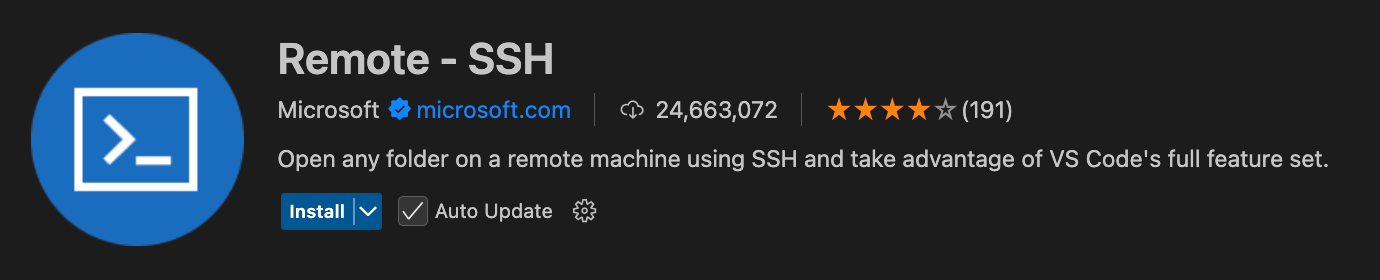 Remote - SSH
Microsoft microsoft.com 24,663,072 (191)
Open any folder on a remote machine using SSH and take advantage of VS Code's full feature set.
Install Auto Update